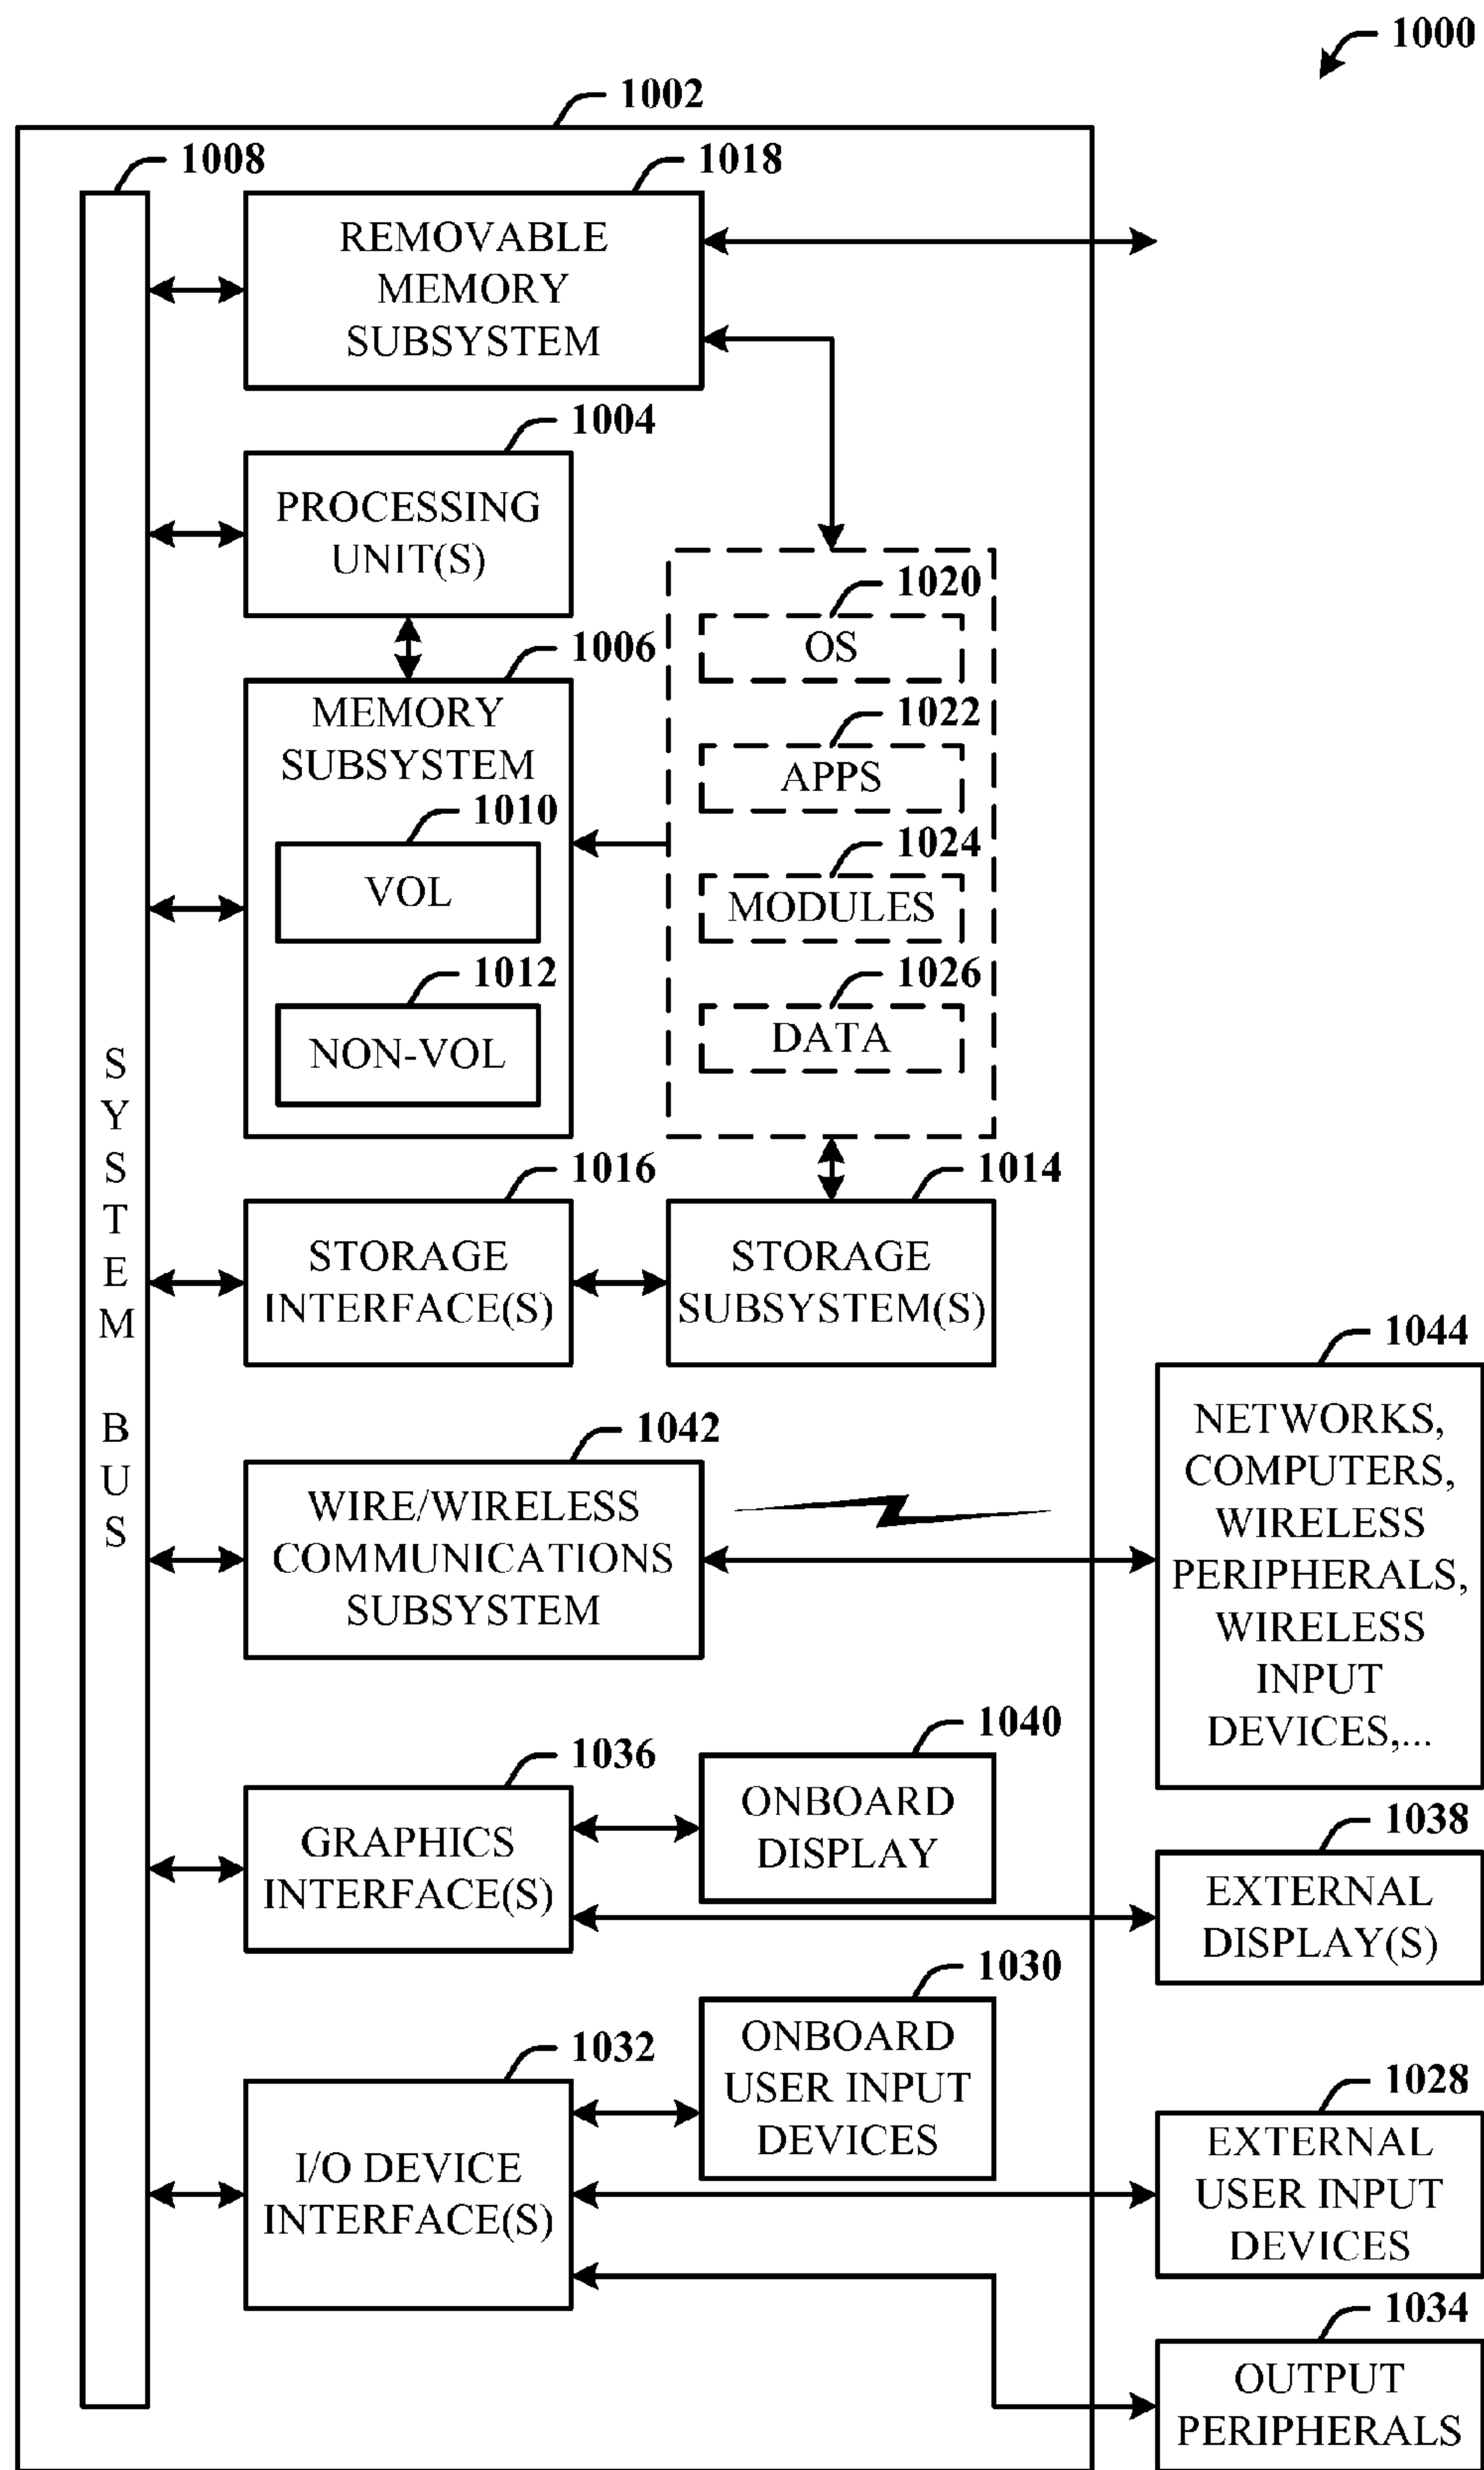 1000
1002
1008
1018
REMOVABLE
MEMORY
SUBSYSTEM
1004
PROCESSING
UNIT(S)
1006
MEMORY
SUBSYSTEM
1010
VOL
1012
NON-VOL
1020
OS
1022
APPS
1024
MODULES
1026
DATA
1016
STORAGE
INTERFACE(S)
1014
STORAGE
SUBSYSTEM(S)
SYSTEM BUS
1042
WIRE/WIRELESS
COMMUNICATIONS
SUBSYSTEM
1044
NETWORKS,
COMPUTERS,
WIRELESS
PERIPHERALS,
WIRELESS
INPUT
DEVICES,...
1036
GRAPHICS
INTERFACE(S)
1040
ONBOARD
DISPLAY
1038
EXTERNAL
DISPLAY(S)
1032
I/O DEVICE
INTERFACE(S)
1030
ONBOARD
USER INPUT
DEVICES
1028
EXTERNAL
USER INPUT
DEVICES
1034
OUTPUT
PERIPHERALS